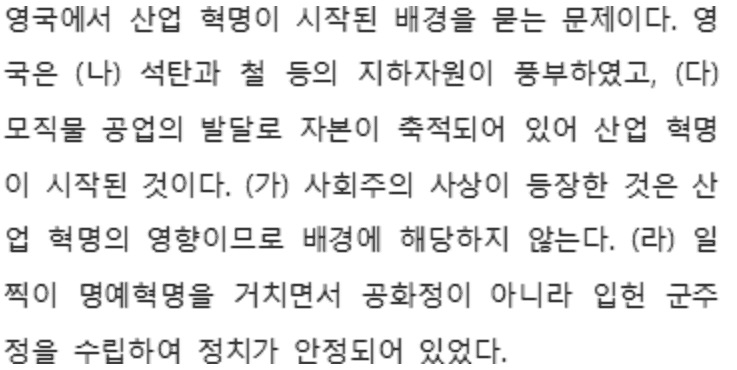 영국에서 산업 혁명이 시작된 배경을 묻는 문제이다. 영
국은 (나) 석탄과 철 등의 지하자원이 풍부하였고, (다)
모직물 공업의 발달로 자본이 축적되어 있어 산업 혁명
이 시작된 것이다. (가) 사회주의 사상이 등장한 것은 산
업 혁명의 영향이므로 배경에 해당하지 않는다. (라) 일
찍이 명예혁명을 거치면서 공화정이 아니라 입헌 군주
정을 수립하여 정치가 안정되어 있었다.